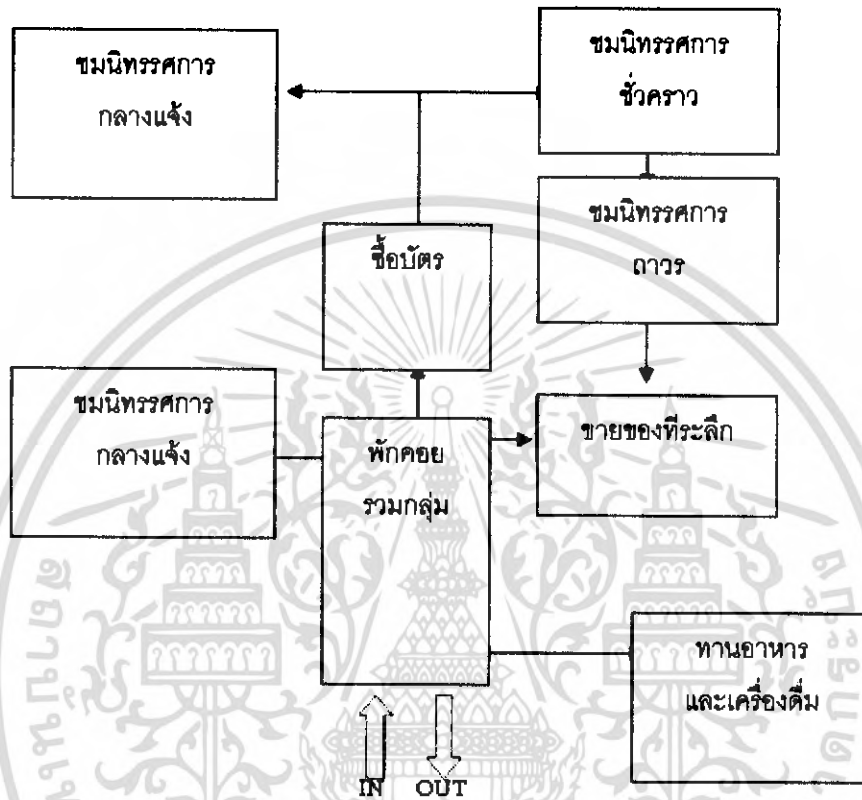 ชมนิทรรศการ
กลางแจ้ง
ชมนิทรรศการ
ชั่วคราว
ชมนิทรรศการ
ถาวร
ซื้อบัตร
ชมนิทรรศการ
กลางแจ้ง
พักคอย
รวมกลุ่ม
ขายของที่ระลึก
ทานอาหาร
และเครื่องดื่ม
IN OUT